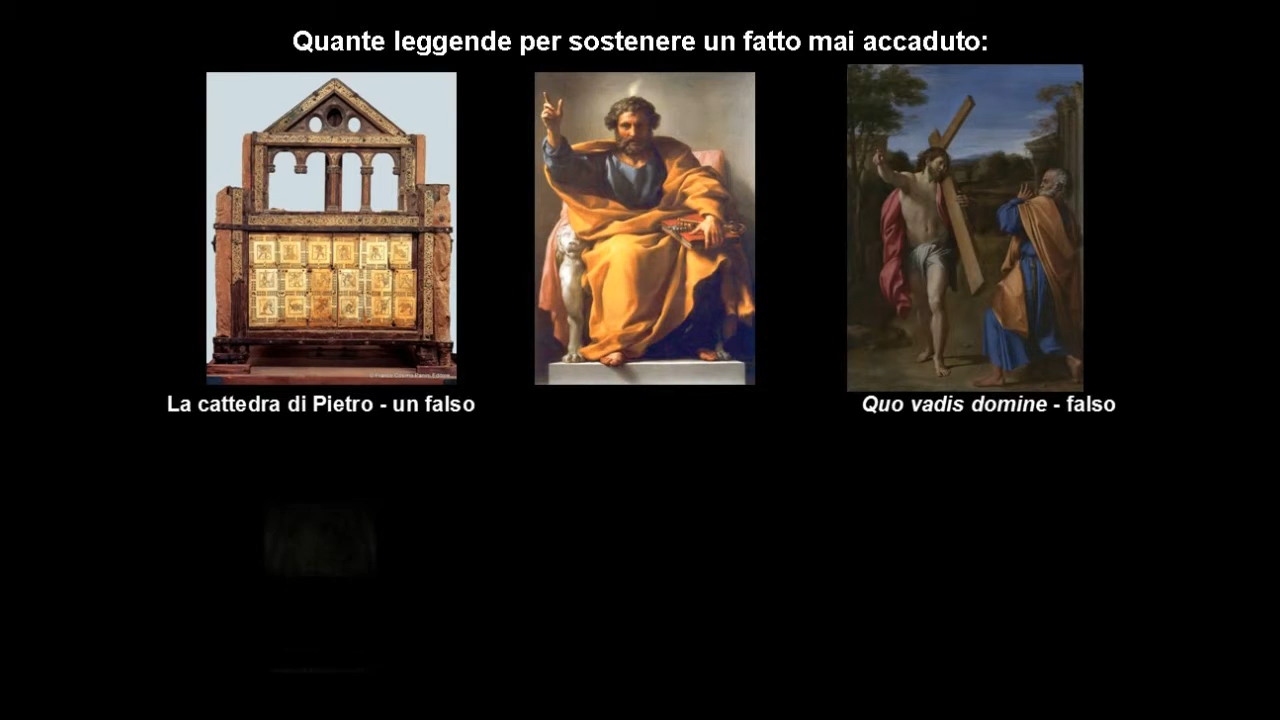 Quante leggende per sostenere un fatto mai accaduto:
La cattedra di Pietro - un falso
Quo vadis domine - falso